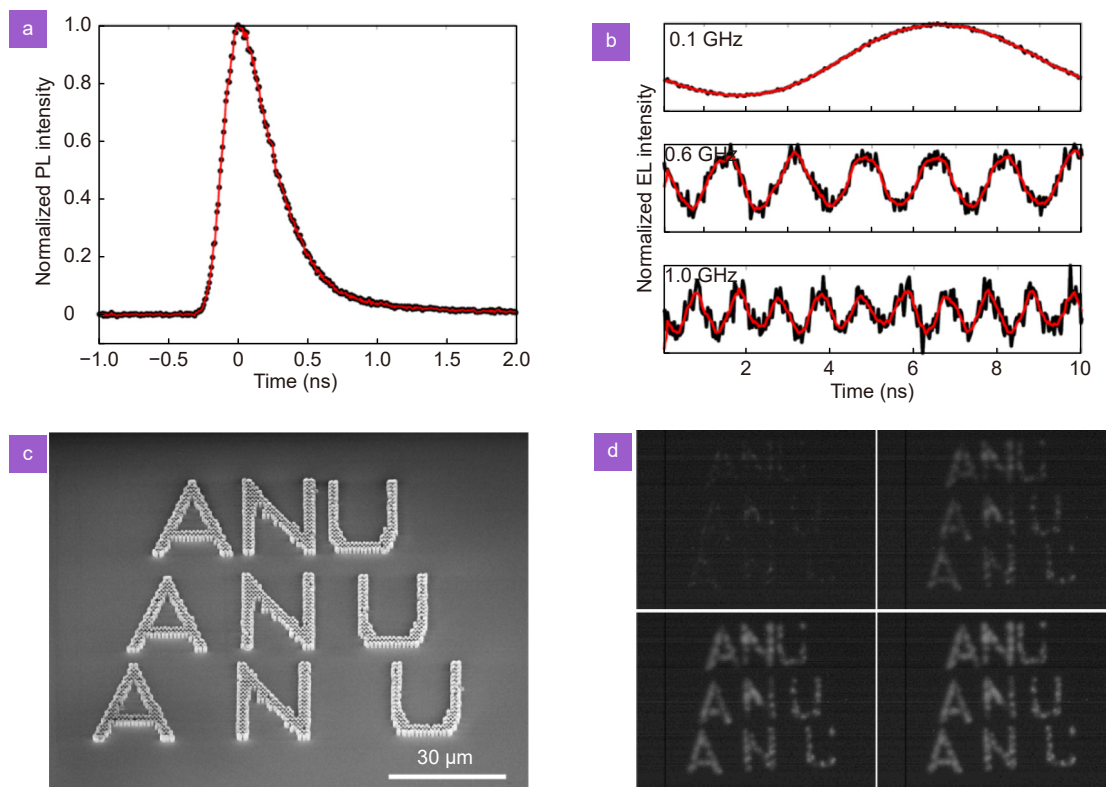 a
Normalized PL intensity
1.0
0.8
0.6
0.4
0.2
0
−1.0 −0.5 0 0.5 1.0 1.5 2.0
Time (ns)
b
Normalized EL intensity
0.1 GHz
0.6 GHz
1.0 GHz
2 4 6 8 10
Time (ns)
c
ANU
A N U
A N U
30 µm
d
ANU
A N U
A N U
ANU
A N U
A N U
ANU
A N U
A N U